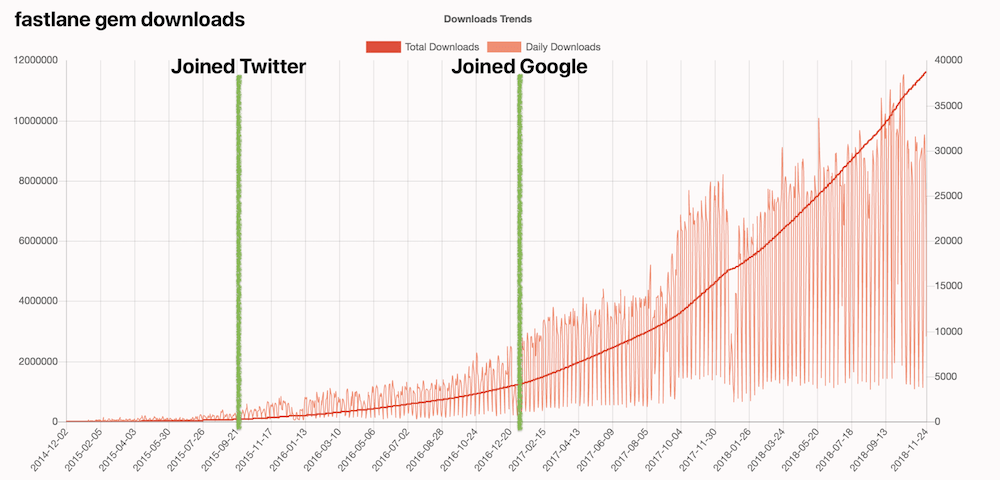 fastlane gem downloads
Downloads Trends
Total Downloads Daily Downloads
Joined Twitter Joined Google
12000000 40000
35000
10000000
30000
8000000
25000
6000000 20000
15000
4000000
10000
2000000
5000
0 0
2014-12-02 2015-02-05 2015-04-03 2015-05-30 2015-07-26 2015-09-21 2015-11-17 2016-01-13 2016-03-10 2016-05-06 2016-07-02 2016-08-28 2016-10-24 2016-12-20 2017-02-15 2017-04-13 2017-06-09 2017-08-05 2017-10-04 2017-11-30 2018-01-26 2018-03-24 2018-05-20 2018-07-18 2018-09-13 2018-11-24